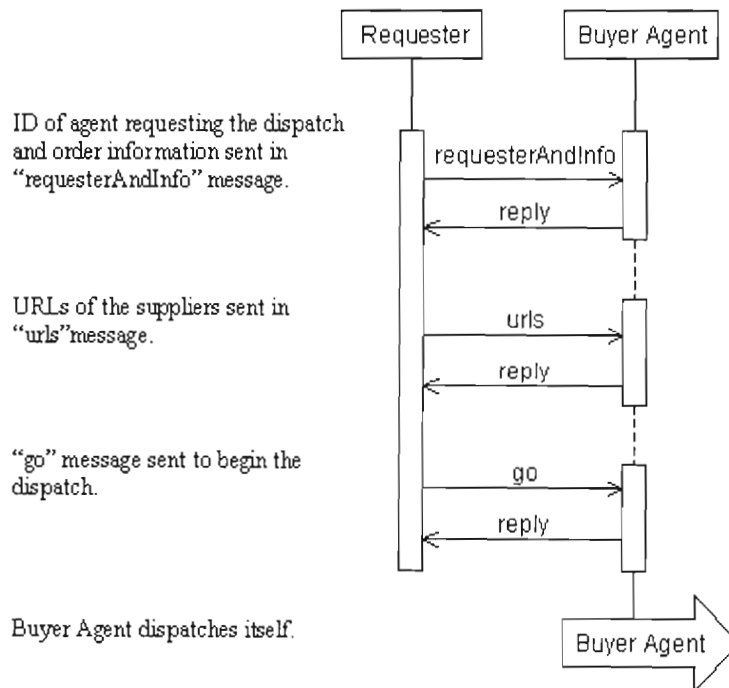 Requester
Buyer Agent
ID of agent requesting the dispatch
and order information sent in
“requesterAndInfo” message.
requesterAndInfo
reply
URLs of the suppliers sent in
“urls”message.
urls
reply
“go” message sent to begin the
dispatch.
go
reply
Buyer Agent dispatches itself.
Buyer Agent